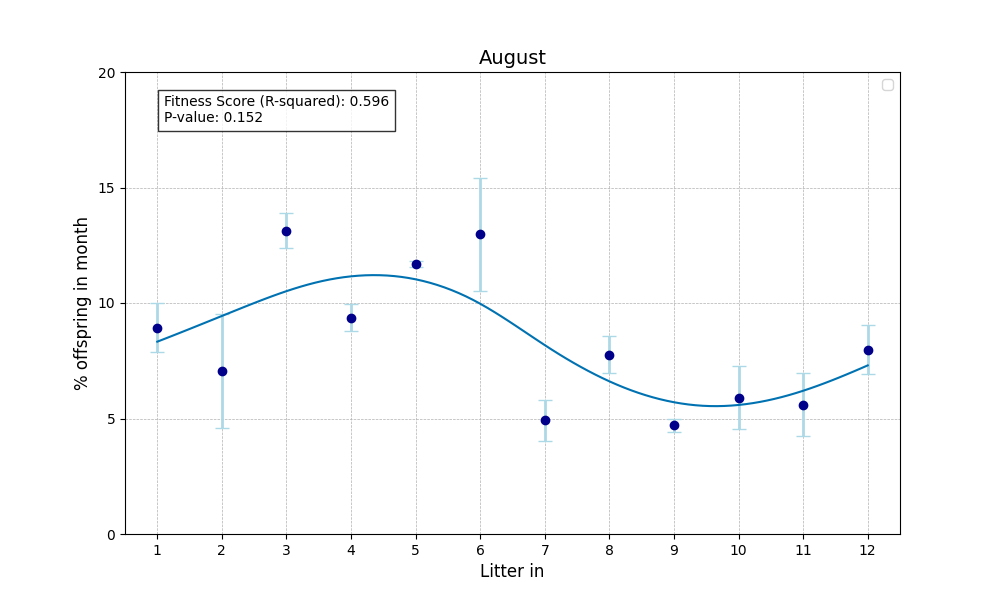 August
Fitness Score (R-squared): 0.596
P-value: 0.152
% offspring in month
20
15
10
5
0
1 2 3 4 5 6 7 8 9 10 11 12
Litter in